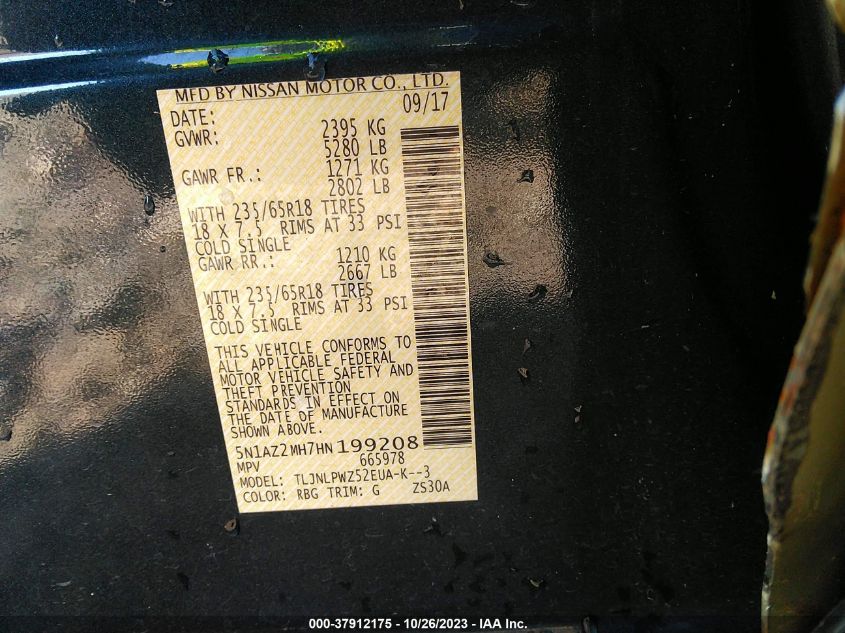 MFD BY NISSAN MOTOR CO., LTD.
DATE: 09/17
GVWR: 2395 KG
5280 LB
GAWR FR.: 1271 KG
2802 LB
WITH 235/65R18 TIRES
18 X 7.5 RIMS AT 33 PSI
COLD SINGLE
GAWR RR.: 1210 KG
2667 LB
WITH 235/65R18 TIRES
18 X 7.5 RIMS AT 33 PSI
COLD SINGLE
THIS VEHICLE CONFORMS TO
ALL APPLICABLE FEDERAL
MOTOR VEHICLE SAFETY AND
THEFT PREVENTION
STANDARDS IN EFFECT ON
THE DATE OF MANUFACTURE
SHOWN ABOVE.
5N1AZ2MH7HN199208
MPV 665978
MODEL: TLJNLPWZ52EUA-K--3
COLOR: RBG TRIM: G ZS30A
000-37912175 - 10/26/2023 - IAA Inc.